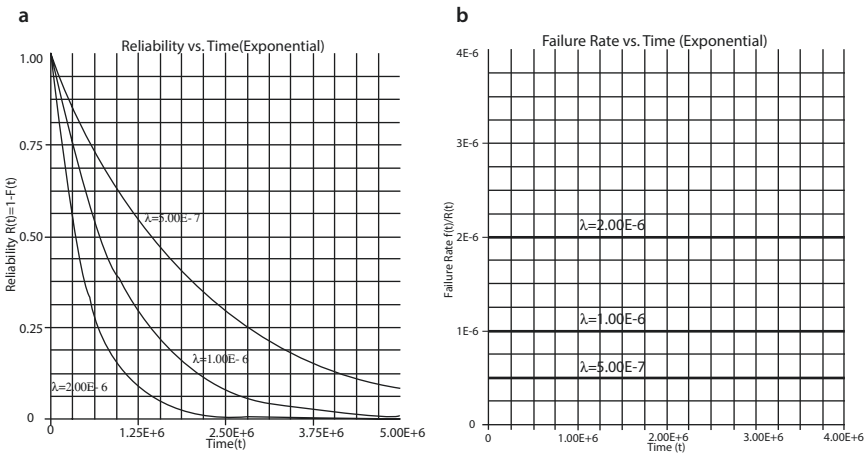 a
Reliability vs. Time(Exponential)
Reliability R(t)=1-F(t)
1.00
0.75
0.50
0.25
0
λ=5.00E- 7
λ=1.00E- 6
λ=2.00E- 6
0
1.25E+6
2.50E+6
3.75E+6
5.00E+6
Time(t)
b
Failure Rate vs. Time (Exponential)
Failure Rate f(t)/R(t)
4E-6
3E-6
2E-6
1E-6
0
λ=2.00E-6
λ=1.00E-6
λ=5.00E-7
0
1.00E+6
2.00E+6
3.00E+6
4.00E+6
Time (t)